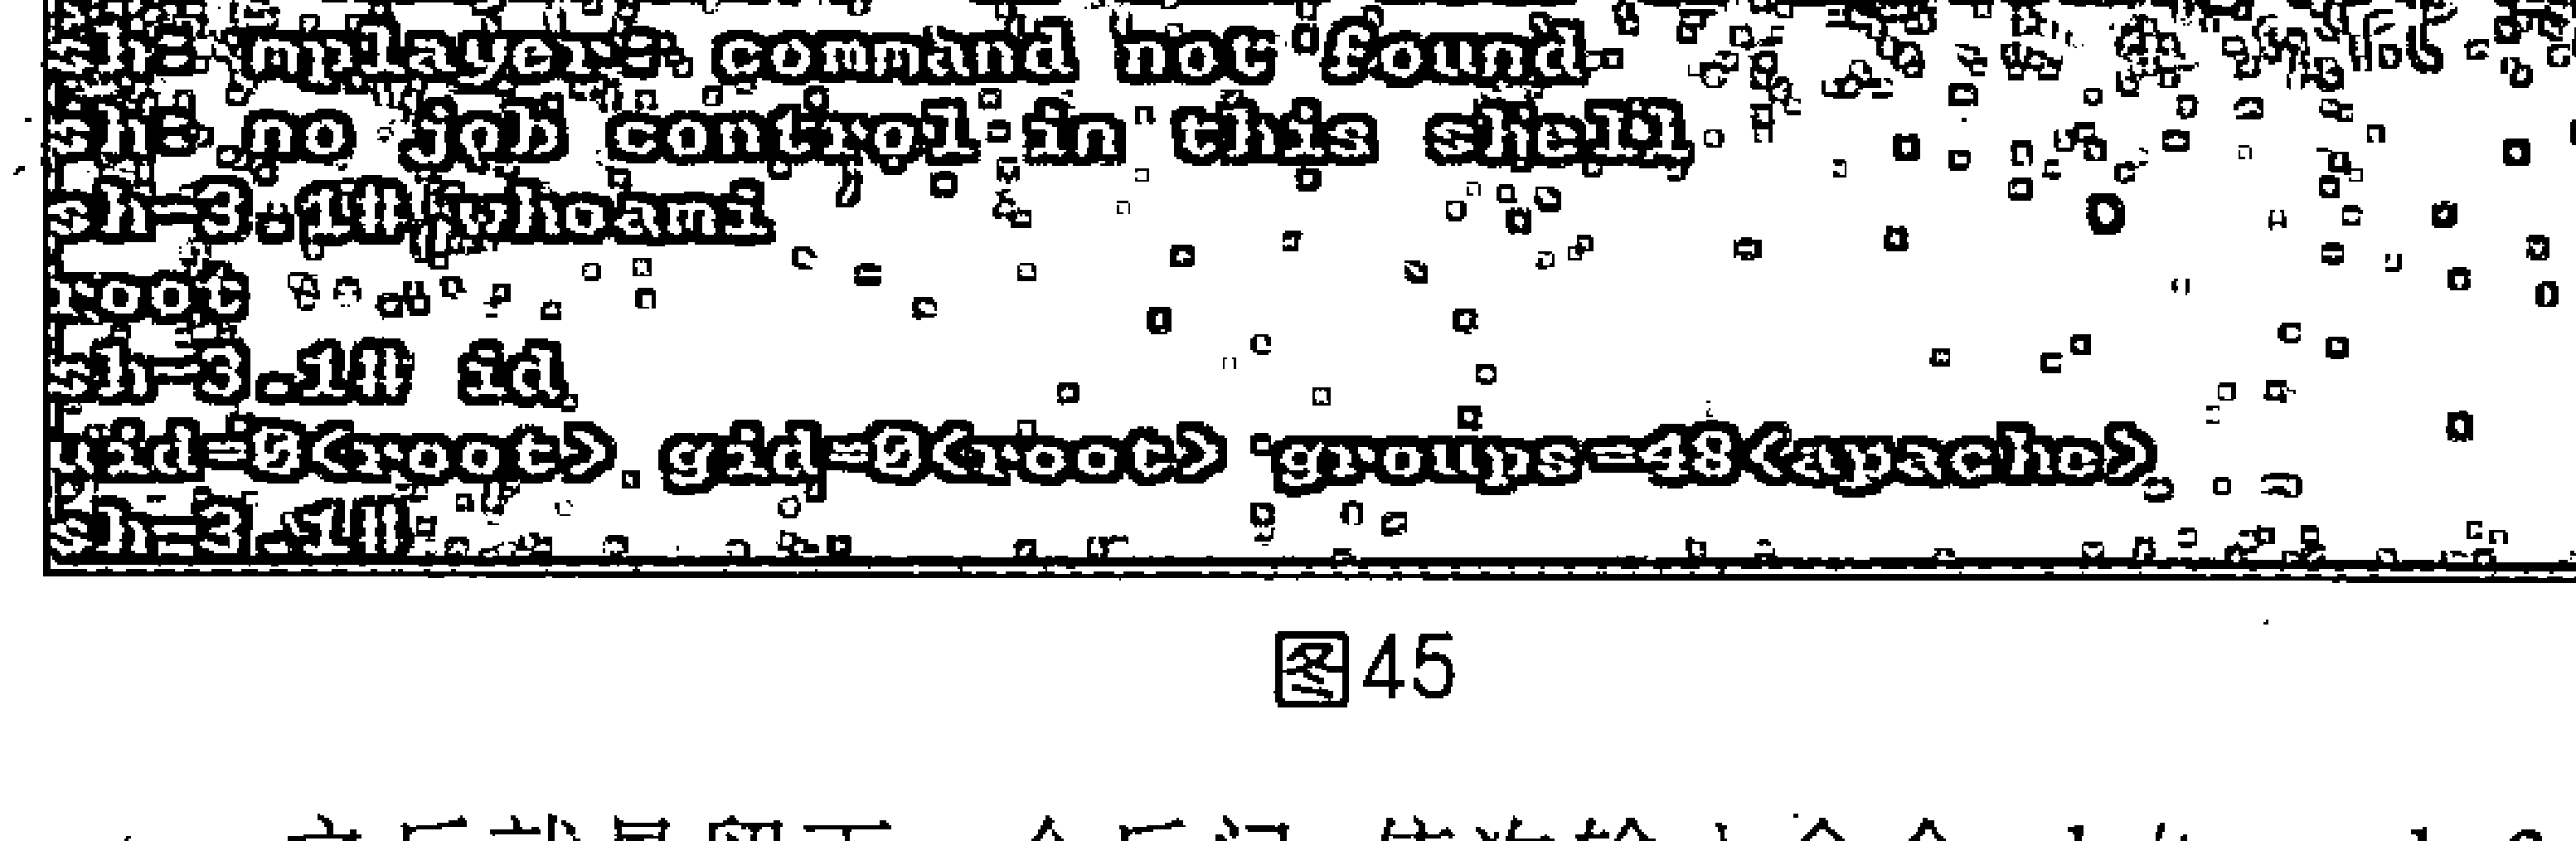 sh: mplayer: command not found
sh: no job control in this shell
sh-3.1# whoami
root
sh-3.1# id
uid=0(root) gid=0(root) groups=48(apache)
sh-3.1#
图45